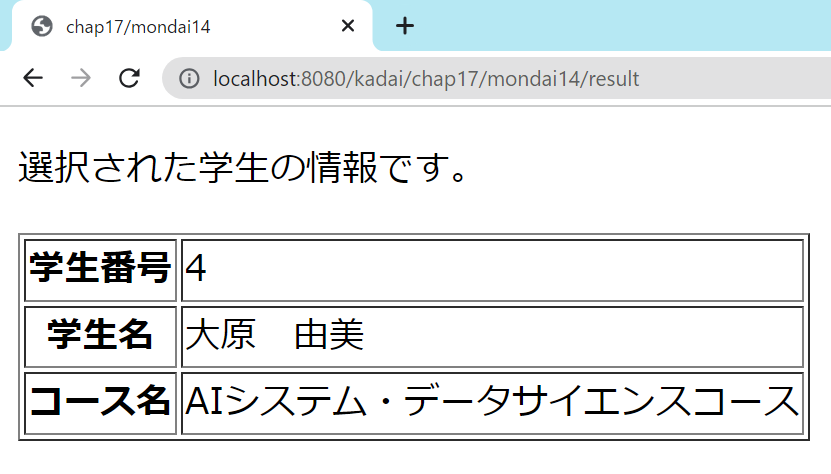 chap17/mondai14
localhost:8080/kadai/chap17/mondai14/result
選択された学生の情報です。
学生番号 4
学生名 大原　由美
コース名 AIシステム・データサイエンスコース